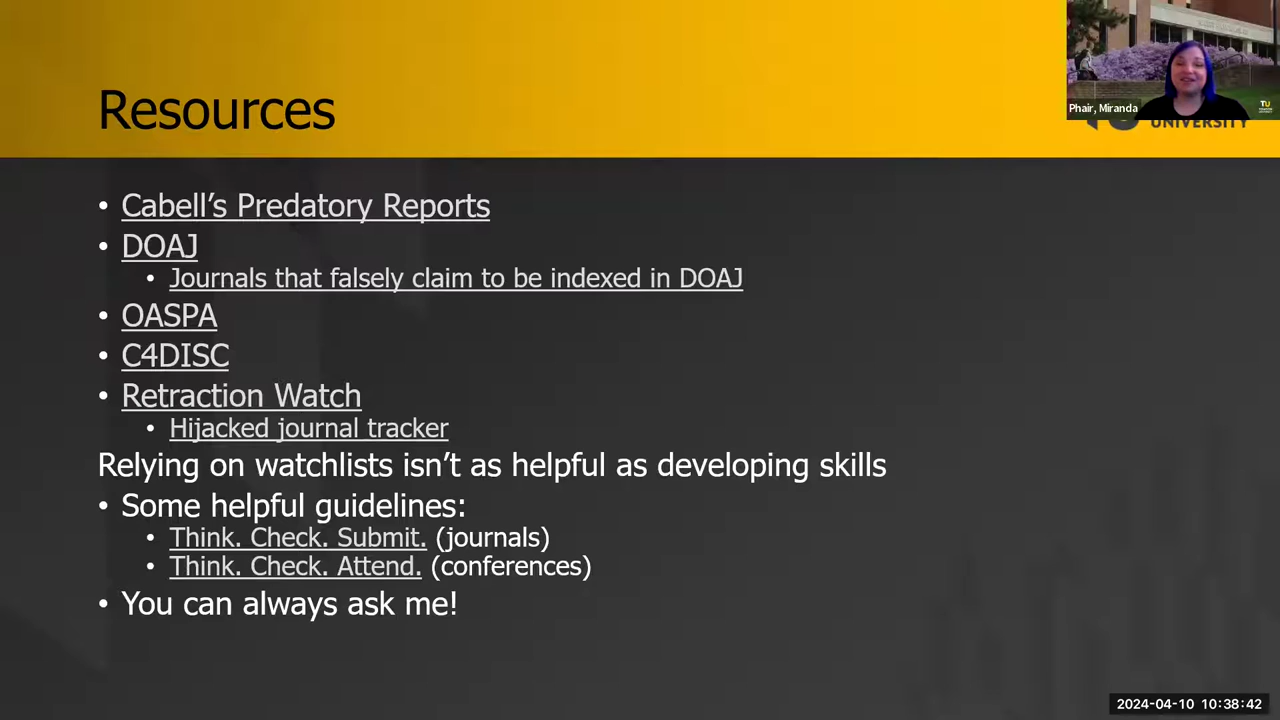 Resources
Phair, Miranda
TU
UNIVERSITY
• Cabell’s Predatory Reports
• DOAJ
• Journals that falsely claim to be indexed in DOAJ
• OASPA
• C4DISC
• Retraction Watch
• Hijacked journal tracker
Relying on watchlists isn’t as helpful as developing skills
• Some helpful guidelines:
• Think. Check. Submit. (journals)
• Think. Check. Attend. (conferences)
• You can always ask me!
2024-04-10 10:38:42